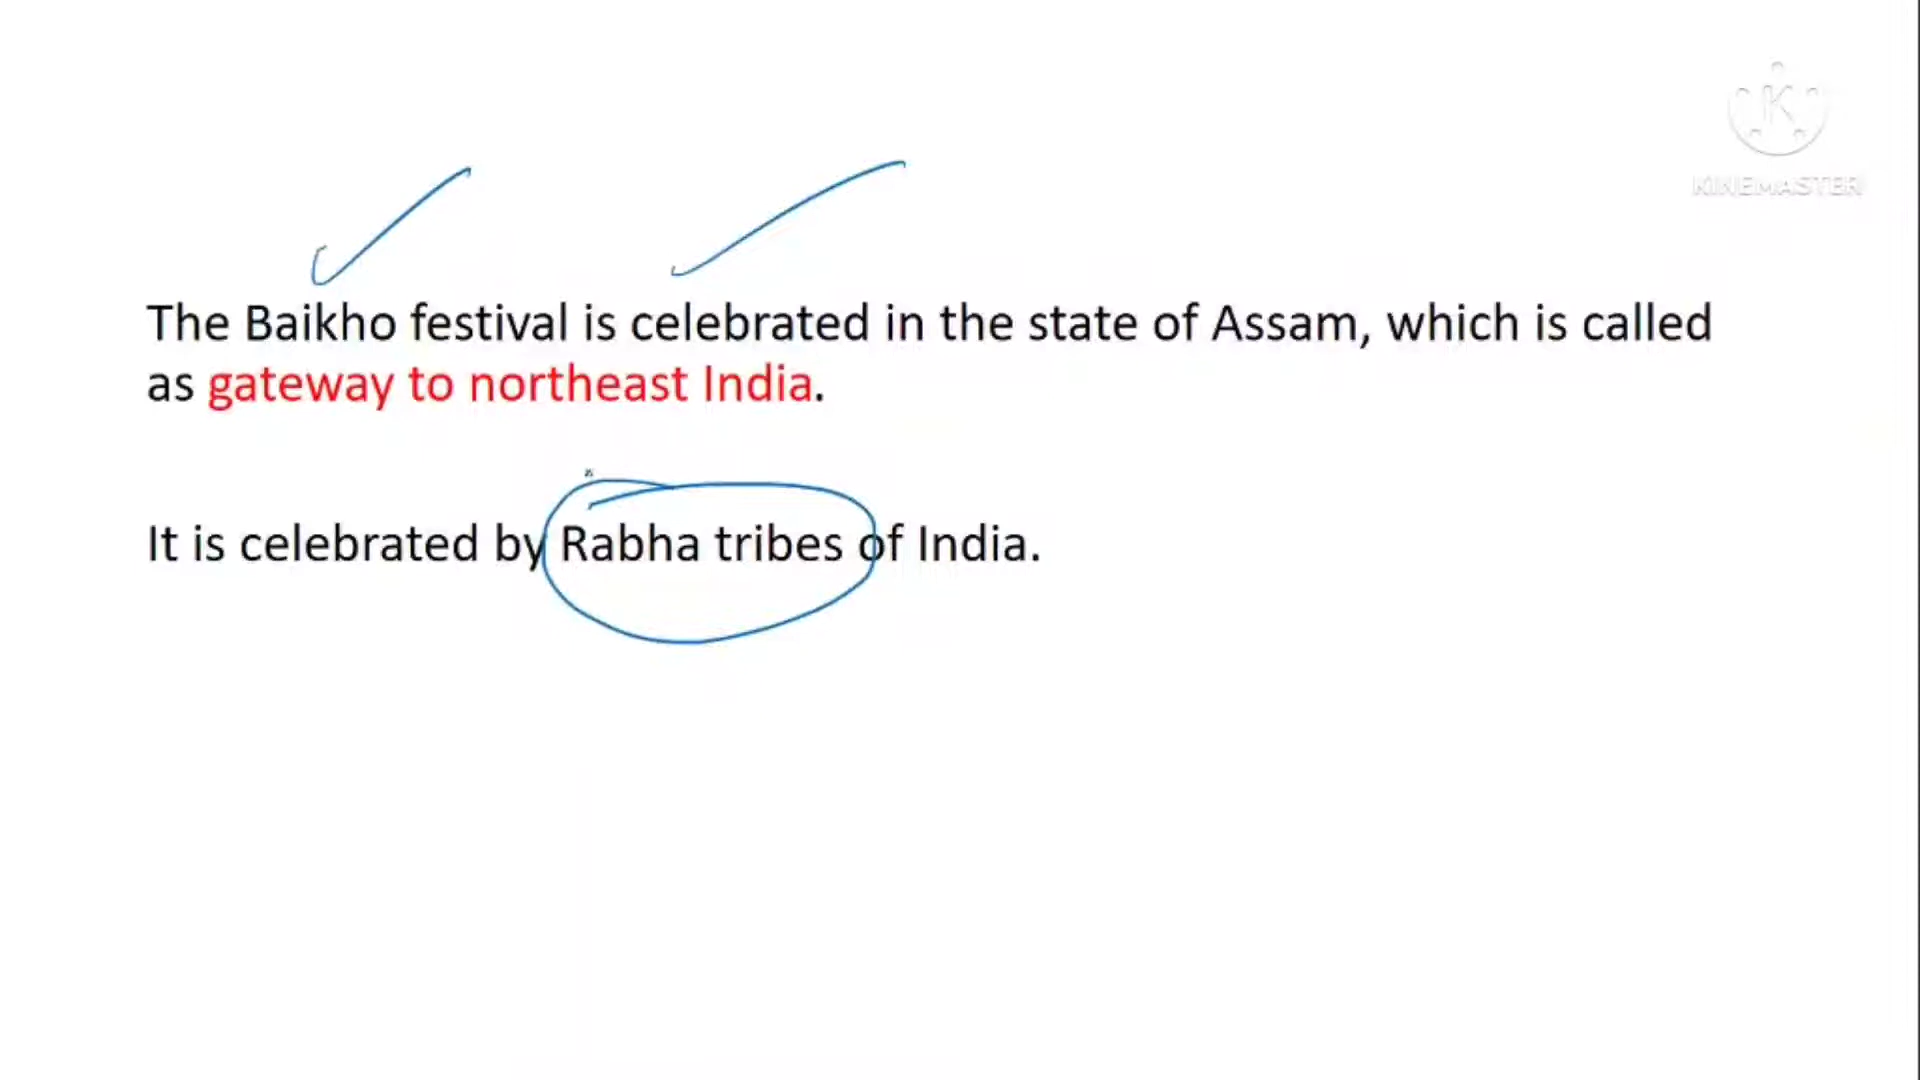 KINEMASTER
The Baikho festival is celebrated in the state of Assam, which is called
as gateway to northeast India.
It is celebrated by Rabha tribes of India.